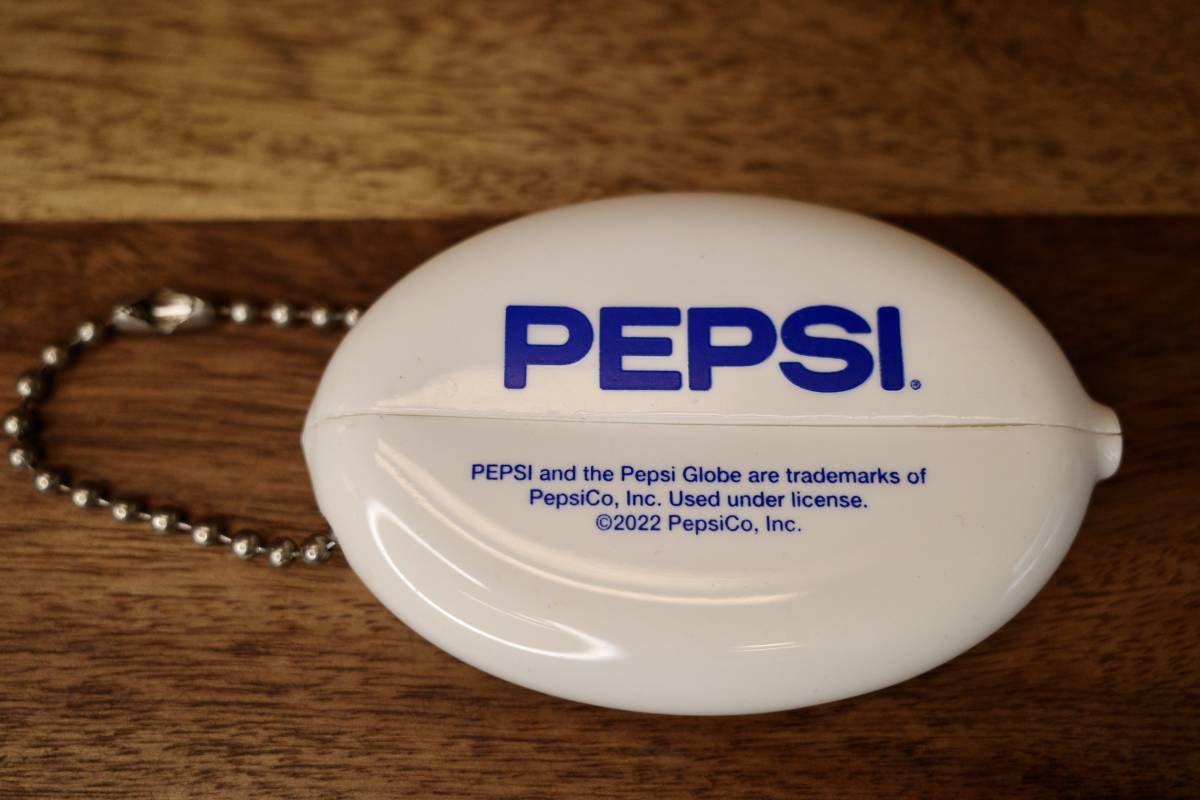 PEPSI®
PEPSI and the Pepsi Globe are trademarks of
PepsiCo, Inc. Used under license.
©2022 PepsiCo, Inc.